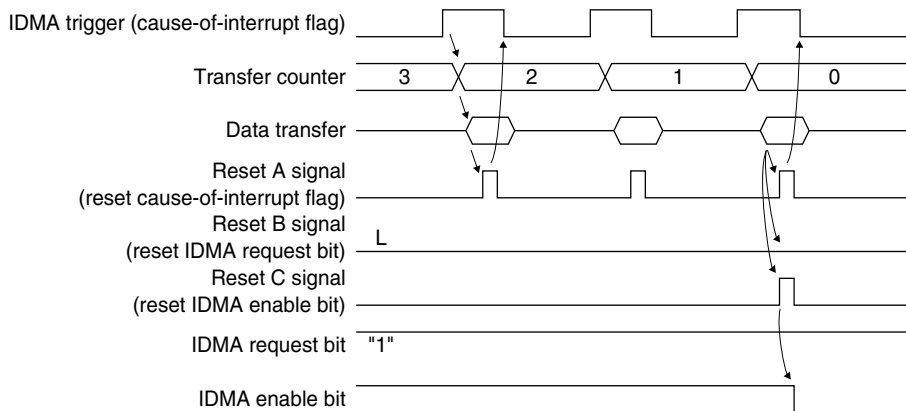 IDMA trigger (cause-of-interrupt flag)
Transfer counter 3 2 1 0
Data transfer
Reset A signal
(reset cause-of-interrupt flag)
Reset B signal
(reset IDMA request bit) L
Reset C signal
(reset IDMA enable bit)
IDMA request bit "1"
IDMA enable bit